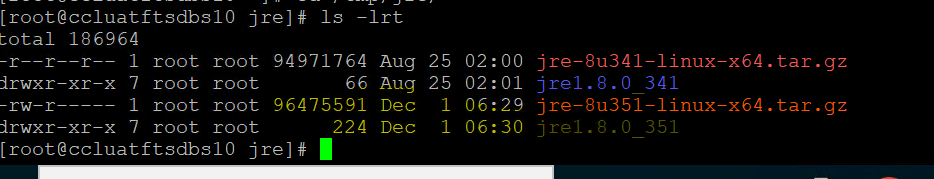 [root@ccluatftsdbs10 jre]# ls -lrt
total 186964
-r--r--r-- 1 root root 94971764 Aug 25 02:00 jre-8u341-linux-x64.tar.gz
drwxr-xr-x 7 root root       66 Aug 25 02:01 jre1.8.0_341
-rw-r----- 1 root root 96475591 Dec  1 06:29 jre-8u351-linux-x64.tar.gz
drwxr-xr-x 7 root root      224 Dec  1 06:30 jre1.8.0_351
[root@ccluatftsdbs10 jre]#